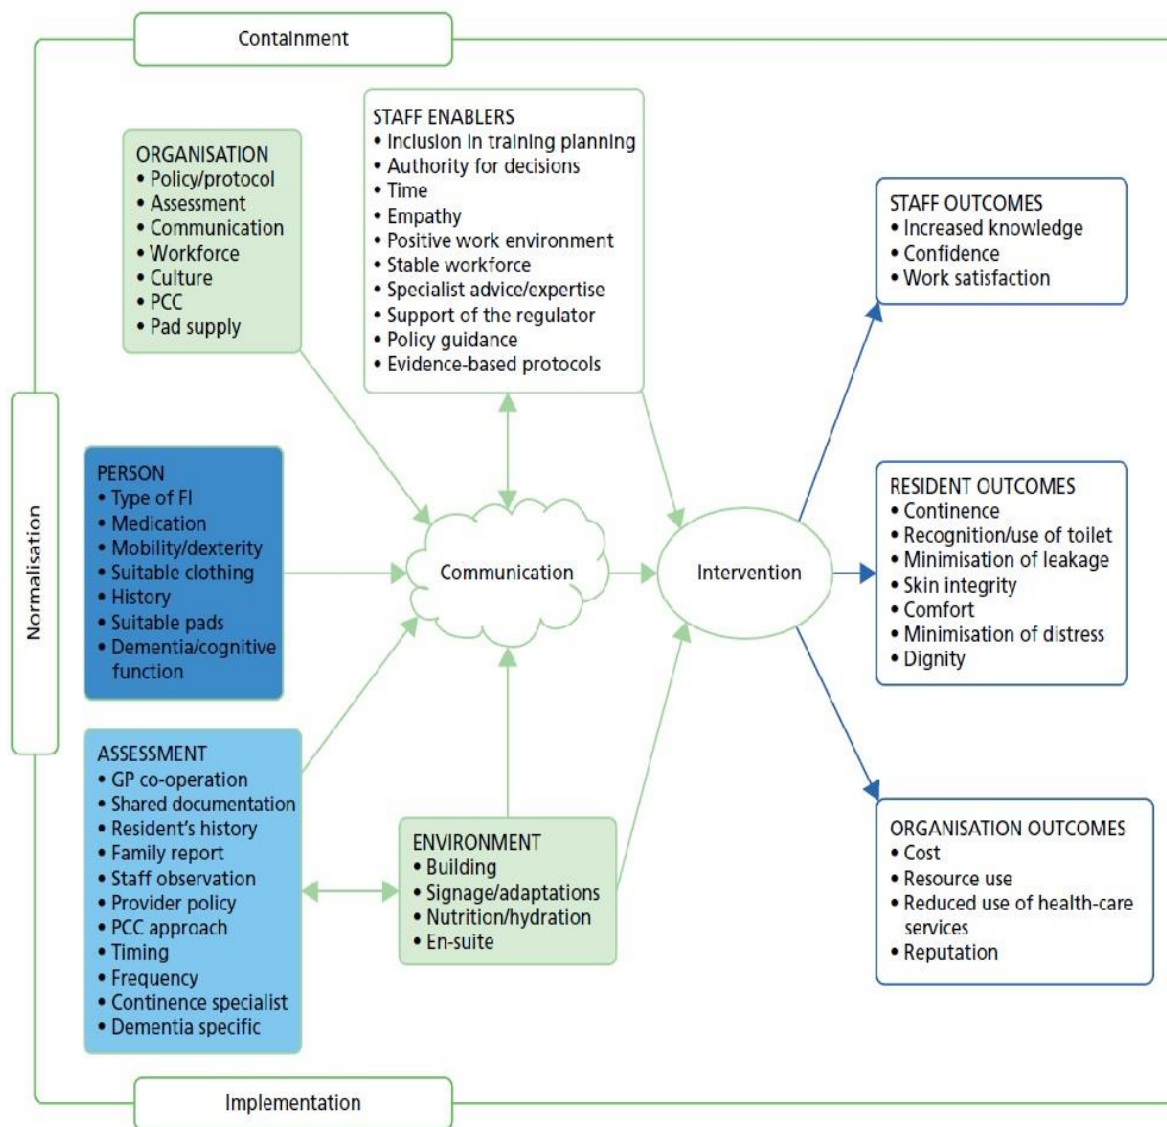 Containment
ORGANISATION
• Policy/protocol
• Assessment
• Communication
• Workforce
• Culture
• PCC
• Pad supply
STAFF ENABLERS
• Inclusion in training planning
• Authority for decisions
• Time
• Empathy
• Positive work environment
• Stable workforce
• Specialist advice/expertise
• Support of the regulator
• Policy guidance
• Evidence-based protocols
STAFF OUTCOMES
• Increased knowledge
• Confidence
• Work satisfaction
Normalisation
PERSON
• Type of FI
• Medication
• Mobility/dexterity
• Suitable clothing
• History
• Suitable pads
• Dementia/cognitive
function
Communication
Intervention
RESIDENT OUTCOMES
• Continence
• Recognition/use of toilet
• Minimisation of leakage
• Skin integrity
• Comfort
• Minimisation of distress
• Dignity
ASSESSMENT
• GP co-operation
• Shared documentation
• Resident's history
• Family report
• Staff observation
• Provider policy
• PCC approach
• Timing
• Frequency
• Continence specialist
• Dementia specific
ENVIRONMENT
• Building
• Signage/adaptations
• Nutrition/hydration
• En-suite
ORGANISATION OUTCOMES
• Cost
• Resource use
• Reduced use of health-care
services
• Reputation
Implementation